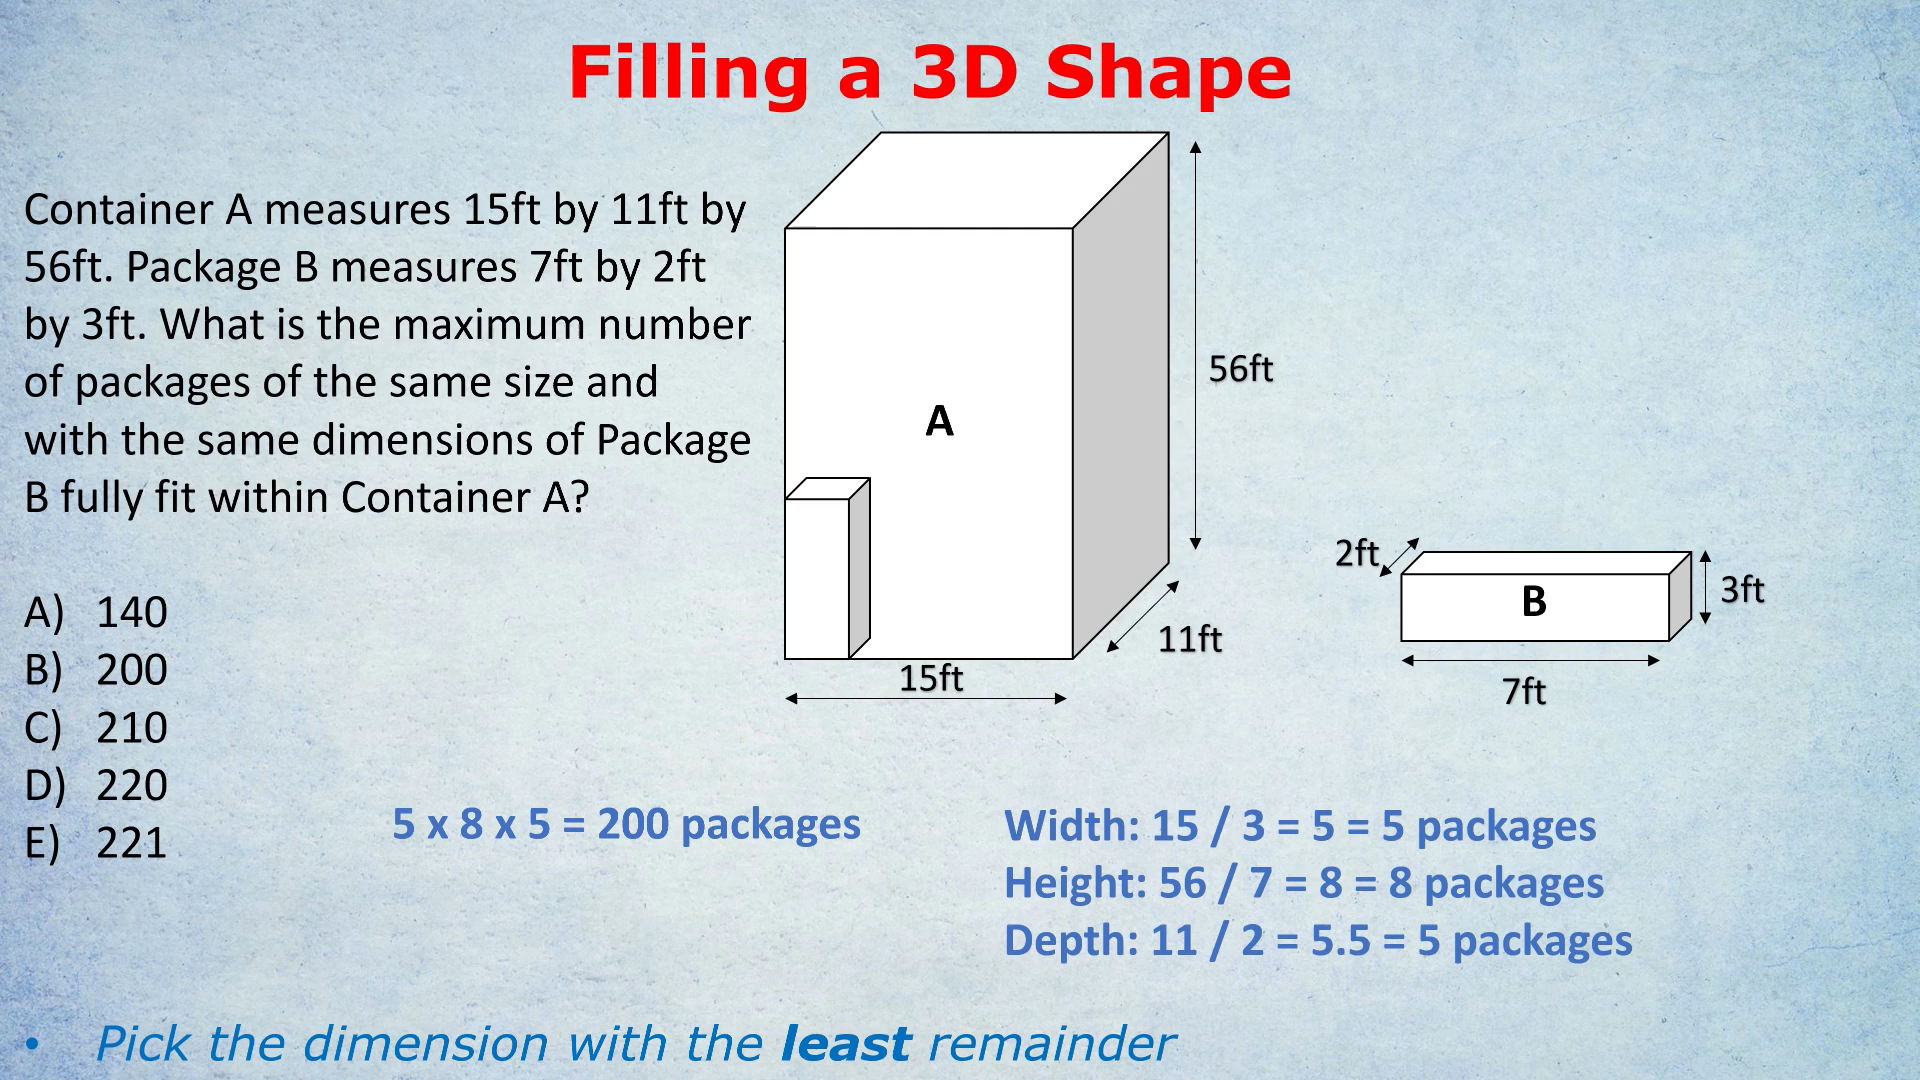 Filling a 3D Shape
Container A measures 15ft by 11ft by
56ft. Package B measures 7ft by 2ft
by 3ft. What is the maximum number
of packages of the same size and
with the same dimensions of Package
B fully fit within Container A?
A) 140
B) 200
C) 210
D) 220
E) 221
A
56ft
11ft
15ft
2ft
B
3ft
7ft
5 x 8 x 5 = 200 packages
Width: 15 / 3 = 5 = 5 packages
Height: 56 / 7 = 8 = 8 packages
Depth: 11 / 2 = 5.5 = 5 packages
• Pick the dimension with the least remainder